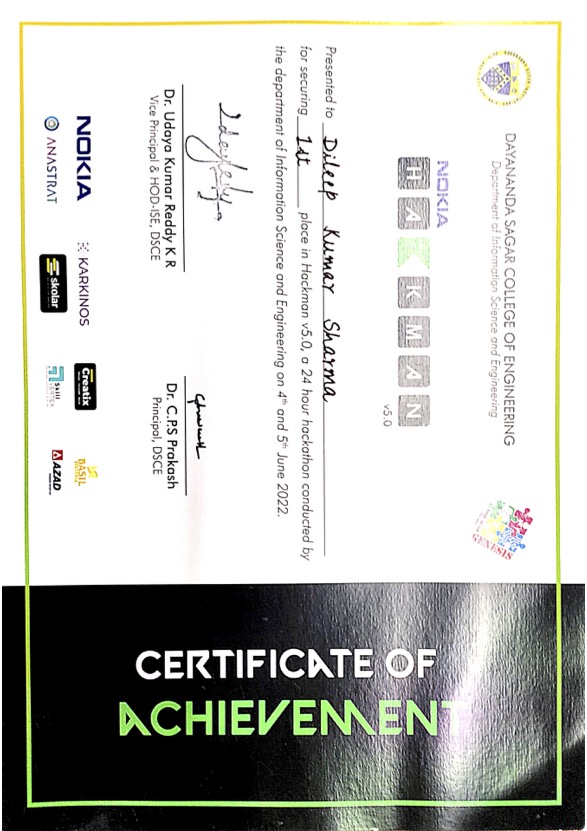 DAYANANDA SAGAR COLLEGE OF ENGINEERING
Department of Information Science and Engineering
GENESIS
NOKIA
HACKMAN
v5.0
Presented to Dileep Kumar Sharma
for securing 1st place in Hackman v5.0, a 24 hour hackathon conducted by
the department of Information Science and Engineering on 4th and 5th June 2022.
Dr. Udaya Kumar Reddy K R
Vice Principal & HOD-ISE, DSCE
Dr. C.P.S Prakash
Principal, DSCE
NOKIA KARKINOS Creatix BASIL
ANASTRAT skolar Skill VERTEX AZAD
CERTIFICATE OF
ACHIEVEMENT